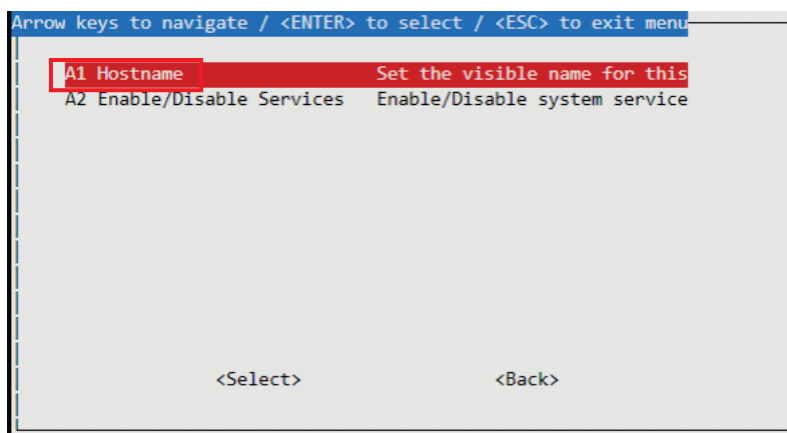 Arrow keys to navigate / <ENTER> to select / <ESC> to exit menu
A1 Hostname Set the visible name for this
A2 Enable/Disable Services Enable/Disable system service
<Select> <Back>